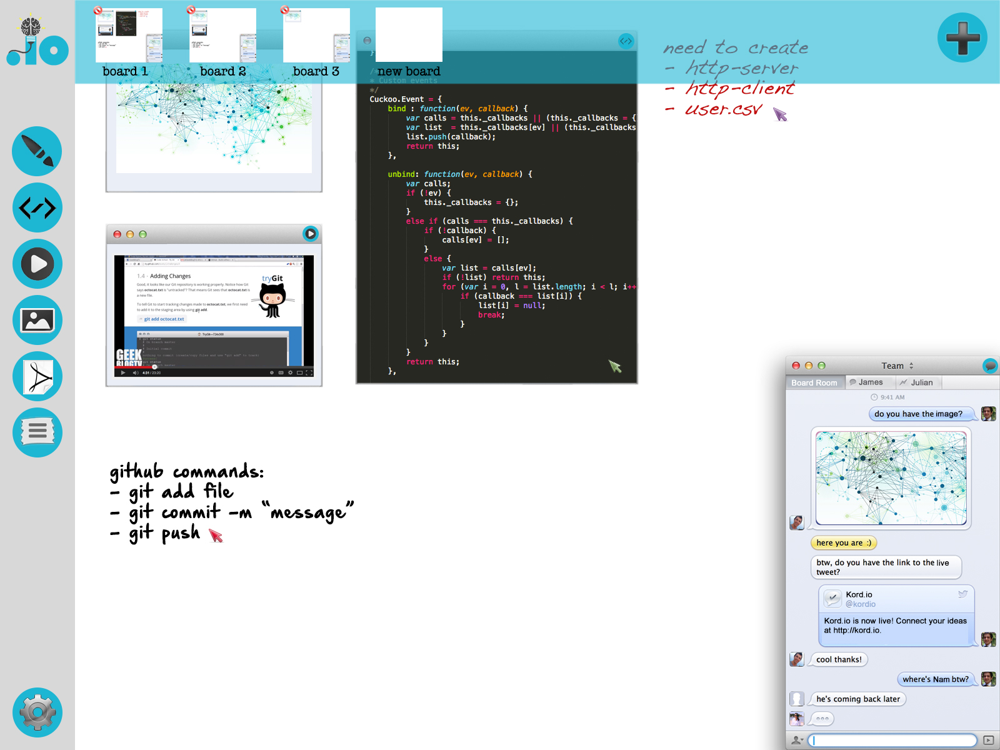 .io
board 1
board 2
board 3
new board
need to create
- http-server
- http-client
- user.csv
}
/*
* Custom events
*/
Cuckoo.Event = {
bind : function(ev, callback) {
var calls = this._callbacks || (this._callbacks = {
var list = this._callbacks[ev] || (this._callbacks
list.push(callback);
return this;
},
unbind: function(ev, callback) {
var calls;
if (!ev) {
this._callbacks = {};
}
else if (calls === this._callbacks) {
if (!callback) {
calls[ev] = [];
}
else {
var list = calls[ev];
if (!list) return this;
for (var i = 0, l = list.length; i < l; i++
if (callback === list[i]) {
list[i] = null;
break;
}
}
}
}
return this;
},
1.4 - Adding Changes
tryGit
Good, it looks like our Git repository is working properly. Notice how Git
says octocat.txt is "untracked"? That means Git sees that octocat.txt is
a new file.
To tell Git to start tracking changes made to octocat.txt, we first need
to add it to the staging area by using git add.
→ git add octocat.txt
TryGit—724x300
GEEK
BLOGTV
4:31 / 23:20
github commands:
- git add file
- git commit -m "message"
- git push
Team
Board Room
James
Julian
9:41 AM
do you have the image?
here you are :)
btw, do you have the link to the live
tweet?
Kord.io
@kordio
Kord.io is now live! Connect your ideas
at http://kord.io.
cool thanks!
where's Nam btw?
he's coming back later